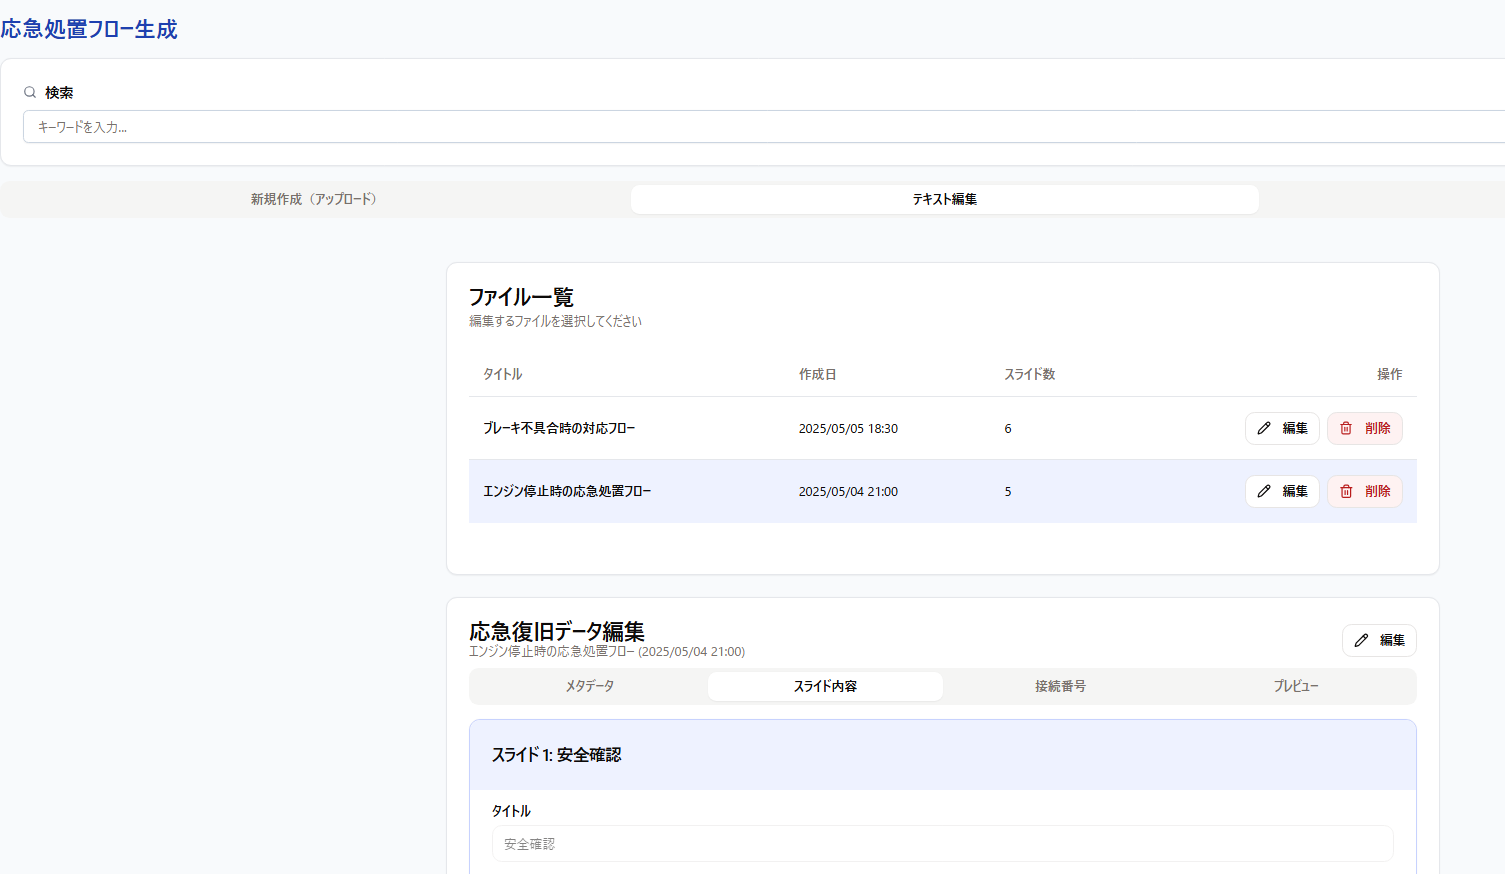 応急処置フロー生成
検索
キーワードを入力...
新規作成（アップロード） テキスト編集
ファイル一覧
編集するファイルを選択してください
タイトル 作成日 スライド数 操作
ブレーキ不具合時の対応フロー 2025/05/05 18:30 6 編集 削除
エンジン停止時の応急処置フロー 2025/05/04 21:00 5 編集 削除
応急復旧データ編集
編集
エンジン停止時の応急処置フロー (2025/05/04 21:00)
メタデータ スライド内容 接続番号 プレビュー
スライド 1: 安全確認
タイトル
安全確認